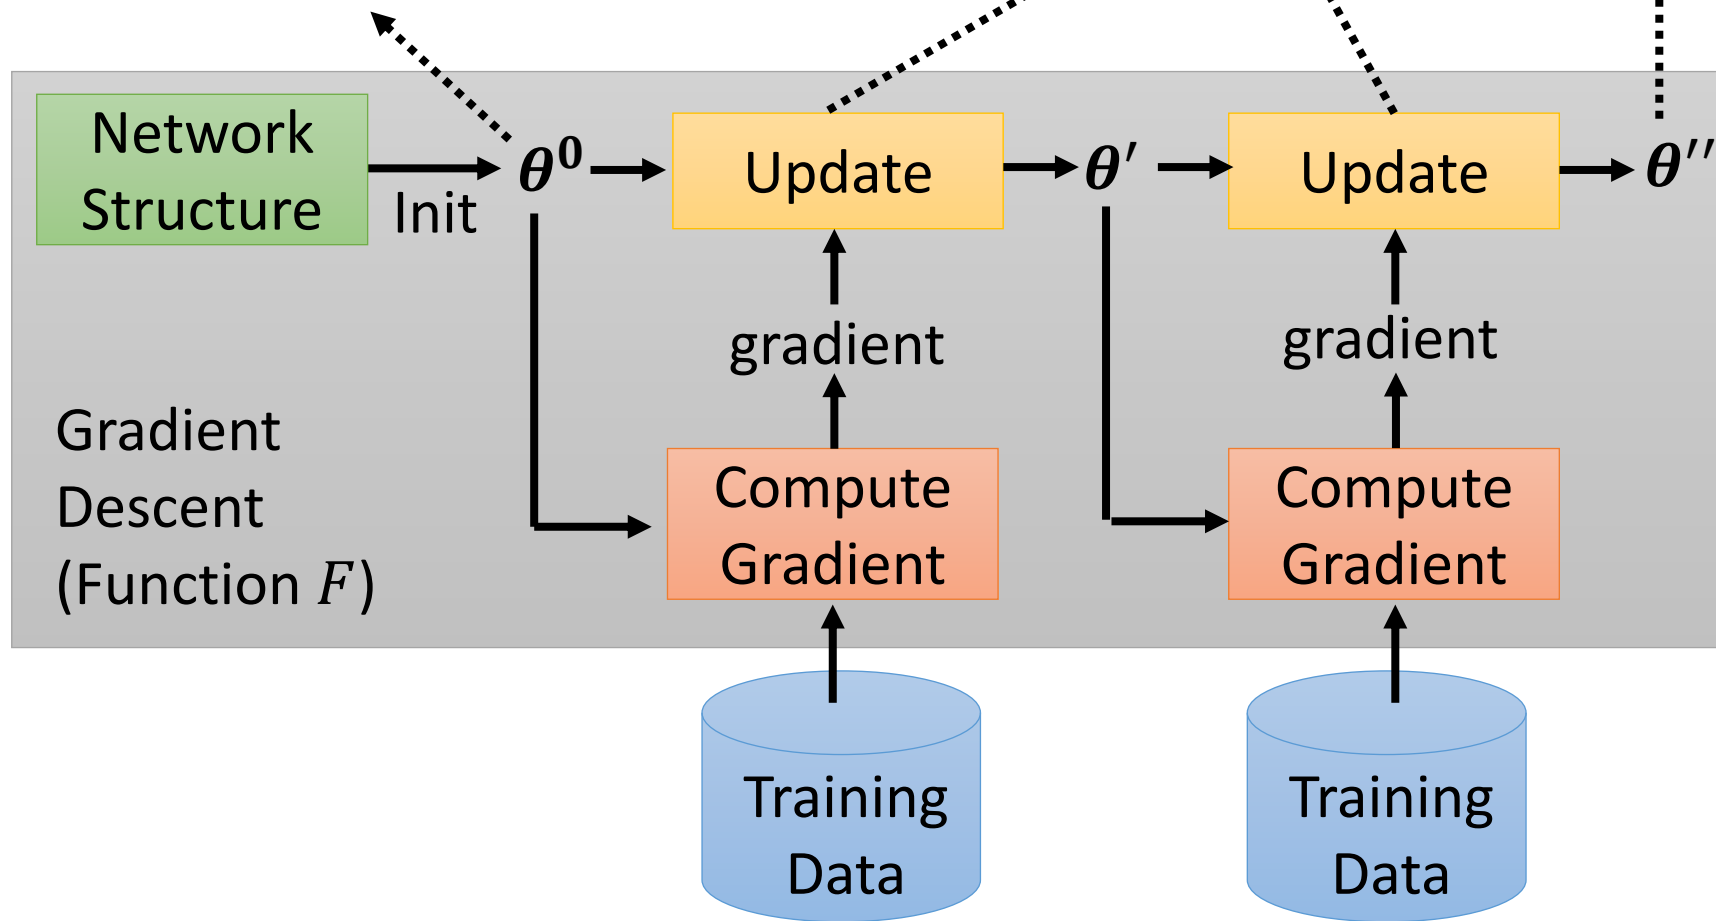 Network
Structure
Init
θ⁰
Update
θ′
Update
θ′′
gradient
gradient
Gradient
Descent
(Function F)
Compute
Gradient
Compute
Gradient
Training
Data
Training
Data